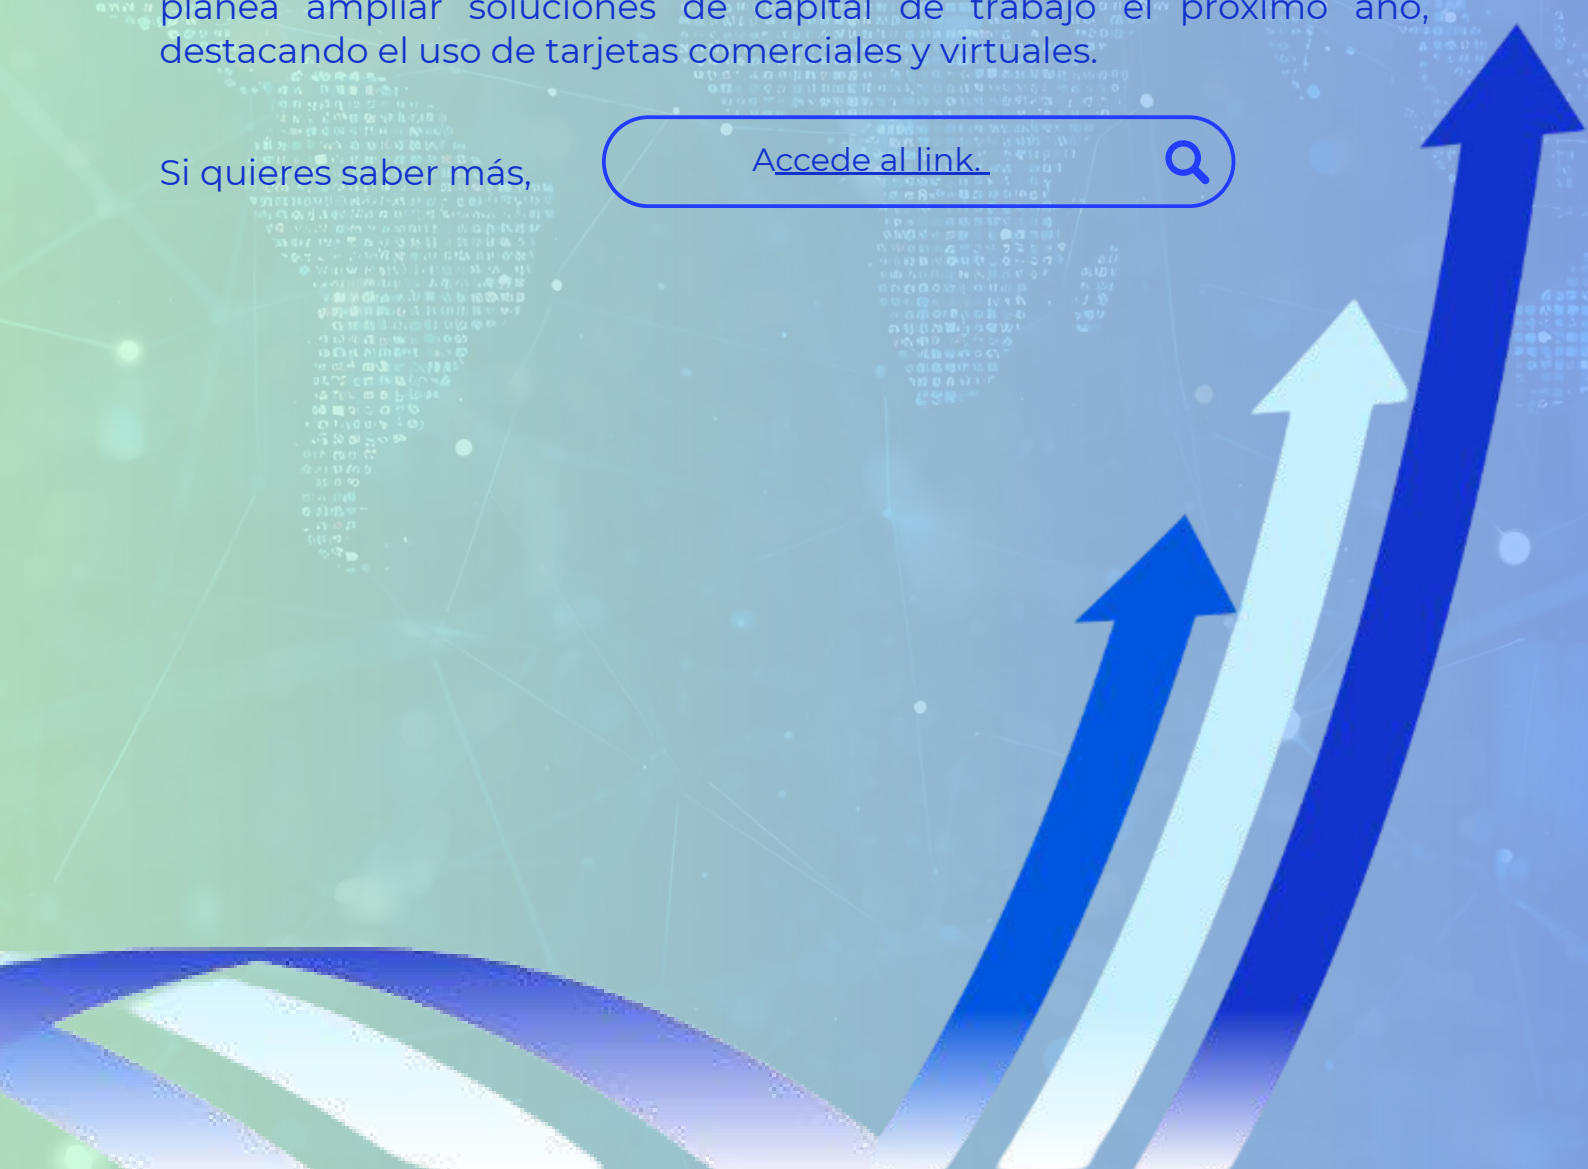 planea ampliar soluciones de capital de trabajo el próximo año,
destacando el uso de tarjetas comerciales y virtuales.
Si quieres saber más,
Accede al link.